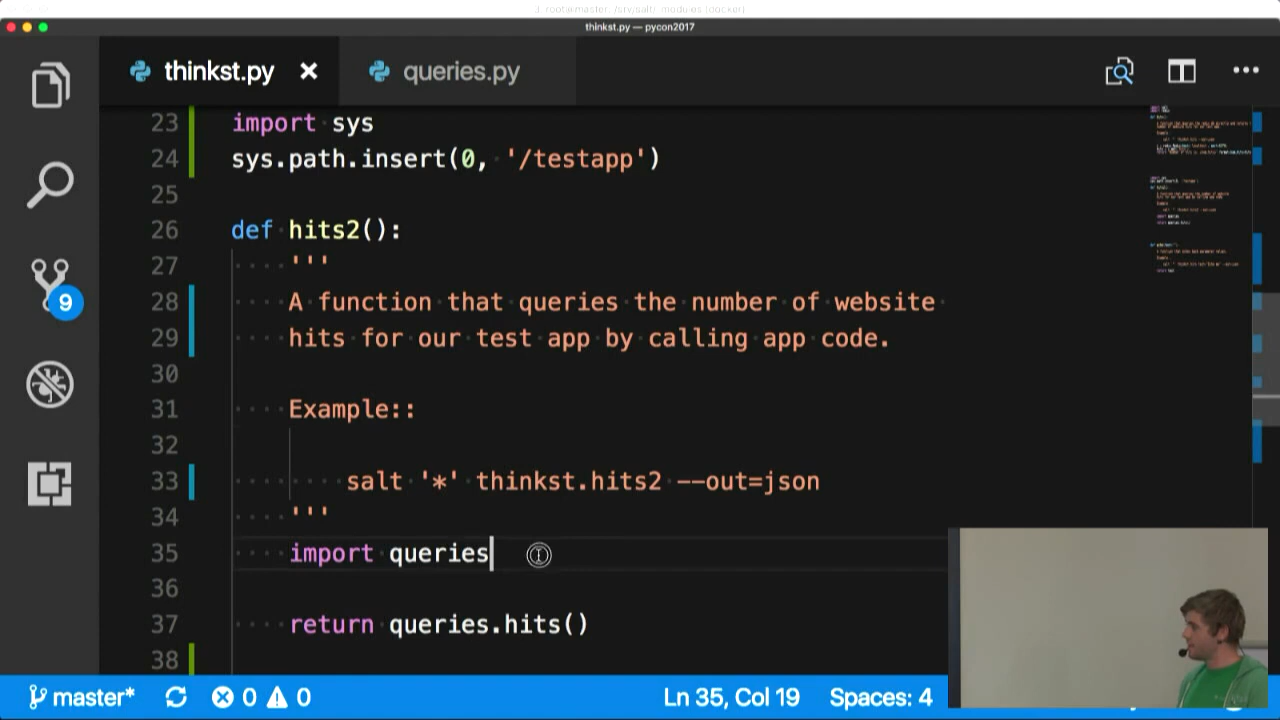 thinkst.py — pycon2017
thinkst.py queries.py
23 import sys
24 sys.path.insert(0, '/testapp')
25
26 def hits2():
27 '''
28 A function that queries the number of website
29 hits for our test app by calling app code.
30
31 Example::
32
33 salt '*' thinkst.hits2 --out=json
34 '''
35 import queries
36
37 return queries.hits()
38
9
master* 0 0 Ln 35, Col 19 Spaces: 4